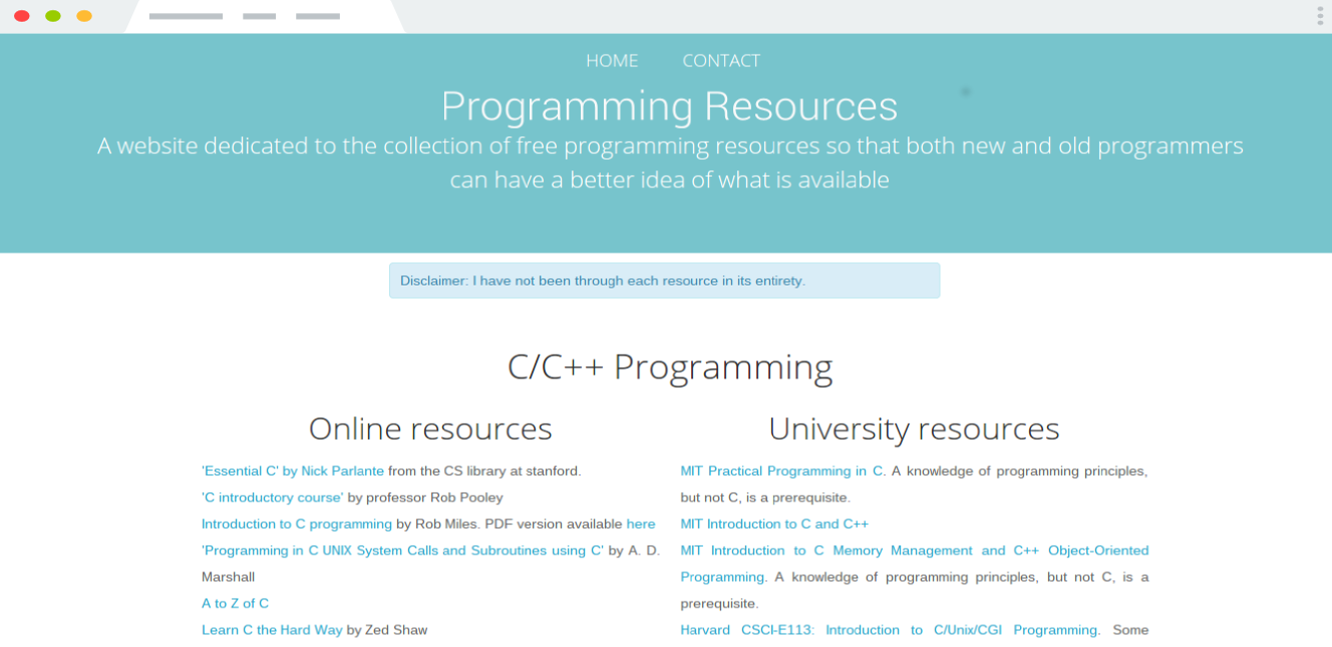 HOME CONTACT
Programming Resources
A website dedicated to the collection of free programming resources so that both new and old programmers
can have a better idea of what is available
Disclaimer: I have not been through each resource in its entirety.
C/C++ Programming
Online resources
'Essential C' by Nick Parlante from the CS library at stanford.
'C introductory course' by professor Rob Pooley
Introduction to C programming by Rob Miles. PDF version available here
'Programming in C UNIX System Calls and Subroutines using C' by A. D.
Marshall
A to Z of C
Learn C the Hard Way by Zed Shaw
University resources
MIT Practical Programming in C. A knowledge of programming principles,
but not C, is a prerequisite.
MIT Introduction to C and C++
MIT Introduction to C Memory Management and C++ Object-Oriented
Programming. A knowledge of programming principles, but not C, is a
prerequisite.
Harvard CSCI-E113: Introduction to C/Unix/CGI Programming. Some